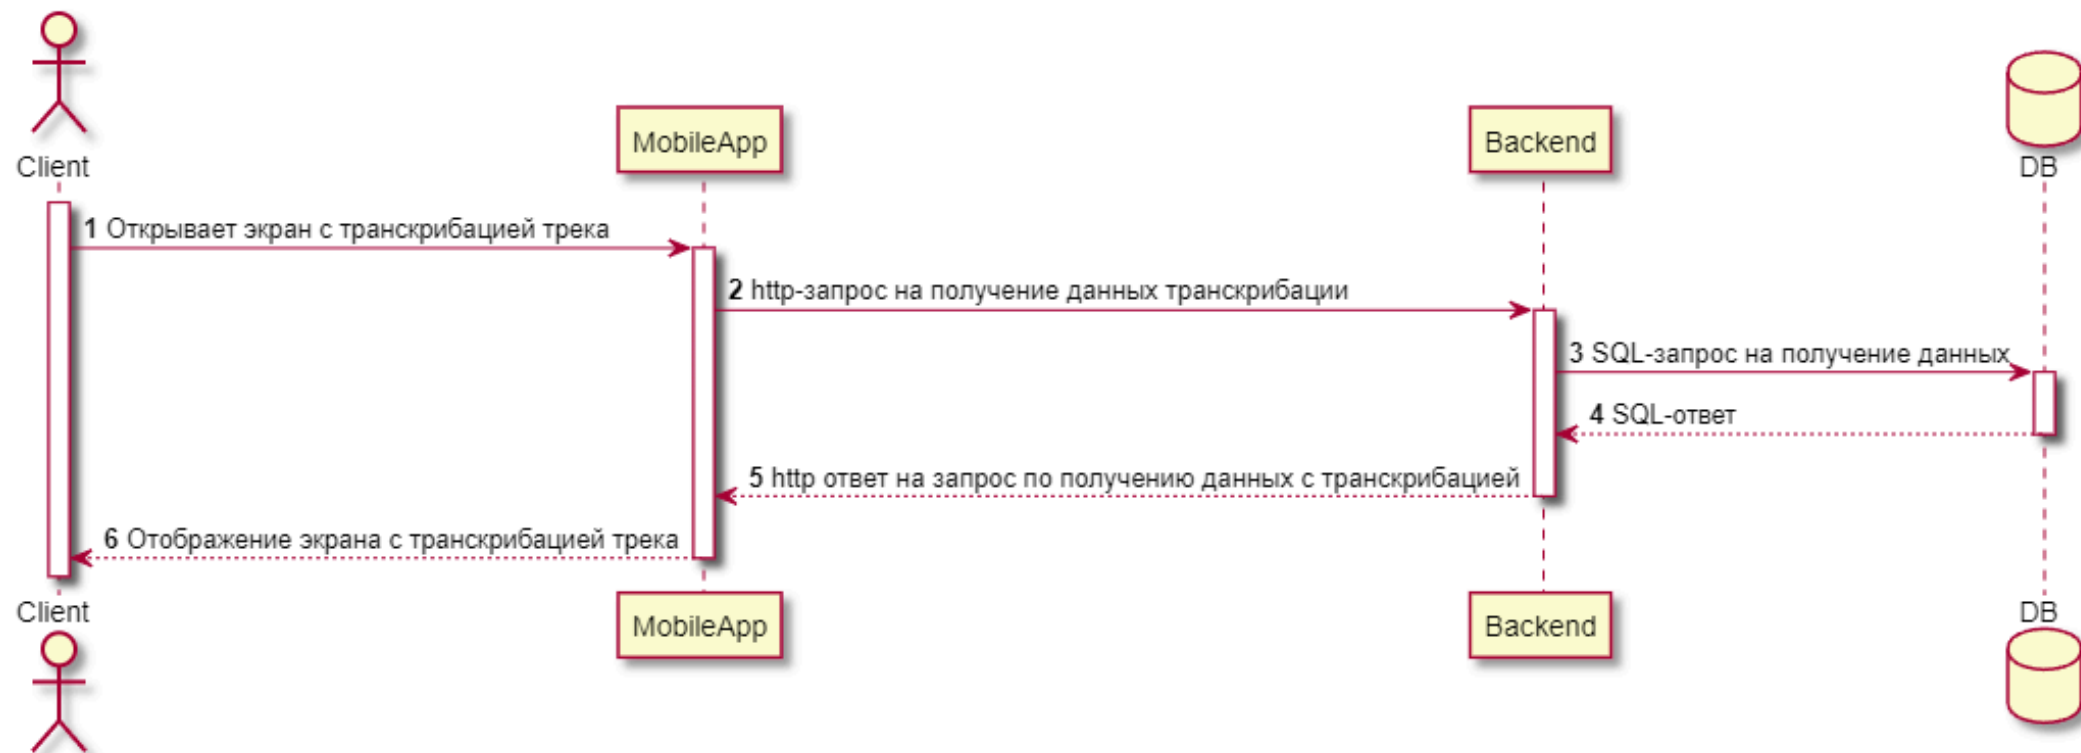 Client
MobileApp
Backend
DB
1 Открывает экран с транскрибацией трека
2 http-запрос на получение данных транскрибации
3 SQL-запрос на получение данных
4 SQL-ответ
5 http ответ на запрос по получению данных с транскрибацией
6 Отображение экрана с транскрибацией трека
Client
MobileApp
Backend
DB